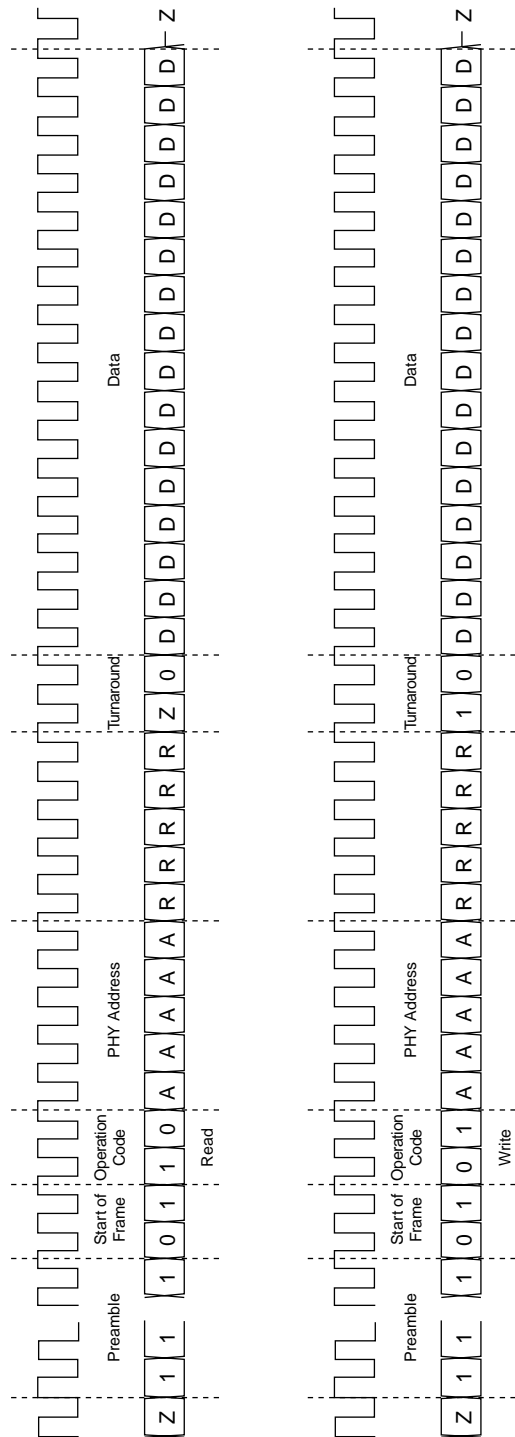 Preamble
Start of
Frame
Operation
Code
PHY Address
Turnaround
Data
Z 1 1 1 0 1 1 0 A A A A A R R R R R Z 0 D D D D D D D D D D D D D D D D Z
Read
Preamble
Start of
Frame
Operation
Code
PHY Address
Turnaround
Data
Z 1 1 1 0 1 0 1 A A A A A R R R R R 1 0 D D D D D D D D D D D D D D D D Z
Write